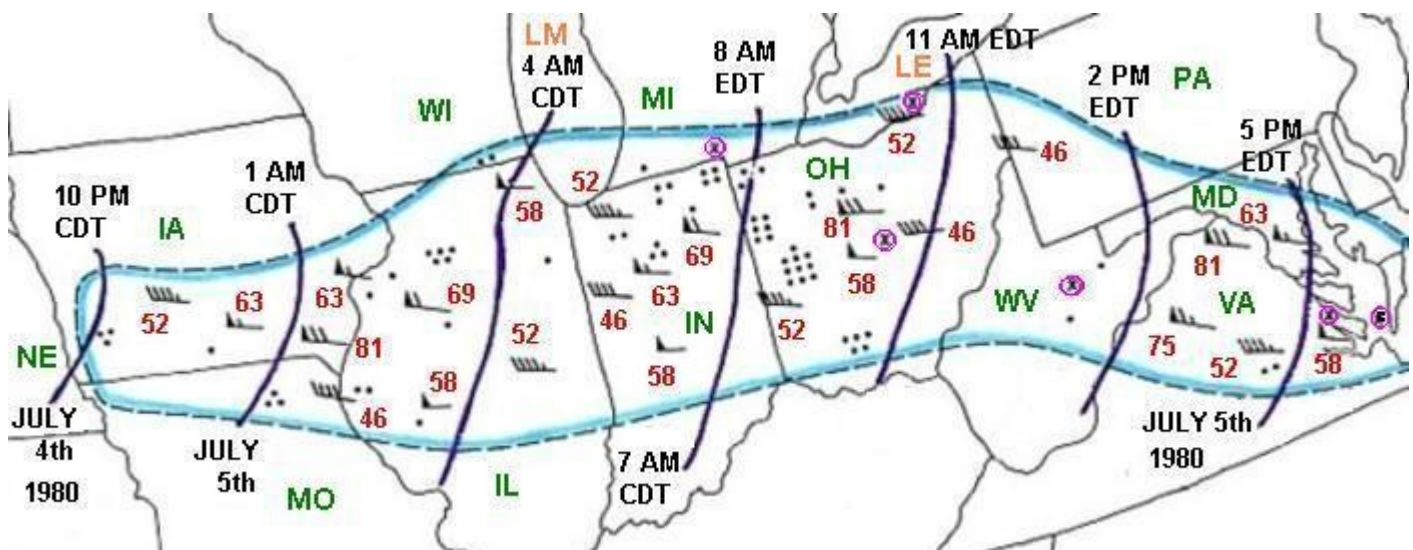 LM
4 AM
CDT
8 AM
EDT
11 AM EDT
LE
2 PM
EDT
PA
WI
MI
5 PM
EDT
1 AM
CDT
10 PM
CDT
IA
OH
MD
52
52
46
58
63
81
46
69
81
52
63
63
69
63
58
46
IN
WV
VA
NE
81
52
52
75
52
58
58
58
46
JULY
4th
1980
JULY
5th
MO
IL
7 AM
CDT
JULY 5th
1980